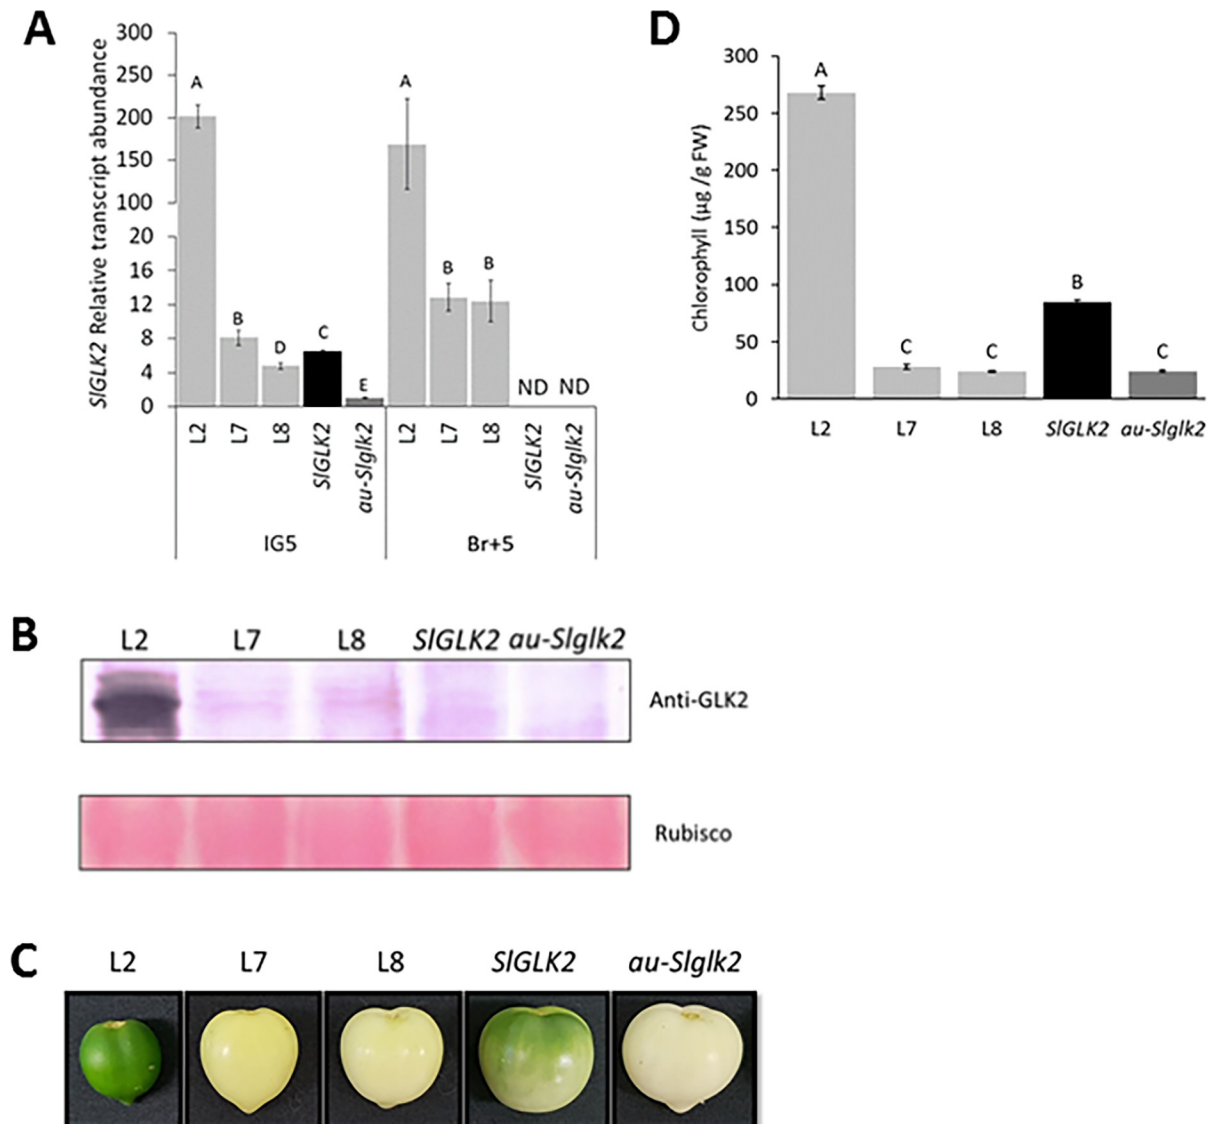 A
SlGLK2 Relative transcript abundance
300
250
200
150
100
20
16
12
8
4
0
A
B
D
C
E
A
B
B
ND
ND
L2
L7
L8
SlGLK2
au-Slglk2
L2
L7
L8
SlGLK2
au-Slglk2
IG5
Br+5
D
Chlorophyll (µg /g FW)
300
250
200
150
100
50
0
A
C
C
B
C
L2
L7
L8
SlGLK2
au-Slglk2
B
L2
L7
L8
SlGLK2
au-Slglk2
Anti-GLK2
Rubisco
C
L2
L7
L8
SlGLK2
au-Slglk2